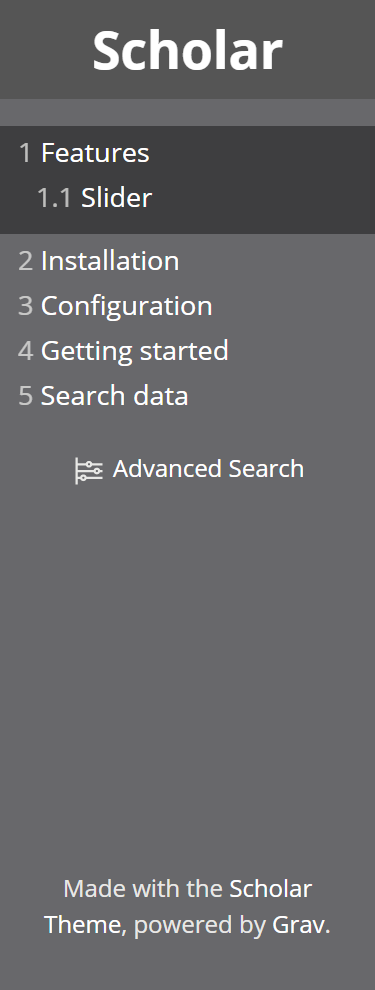 Scholar
1 Features
1.1 Slider
2 Installation
3 Configuration
4 Getting started
5 Search data
Advanced Search
Made with the Scholar
Theme, powered by Grav.